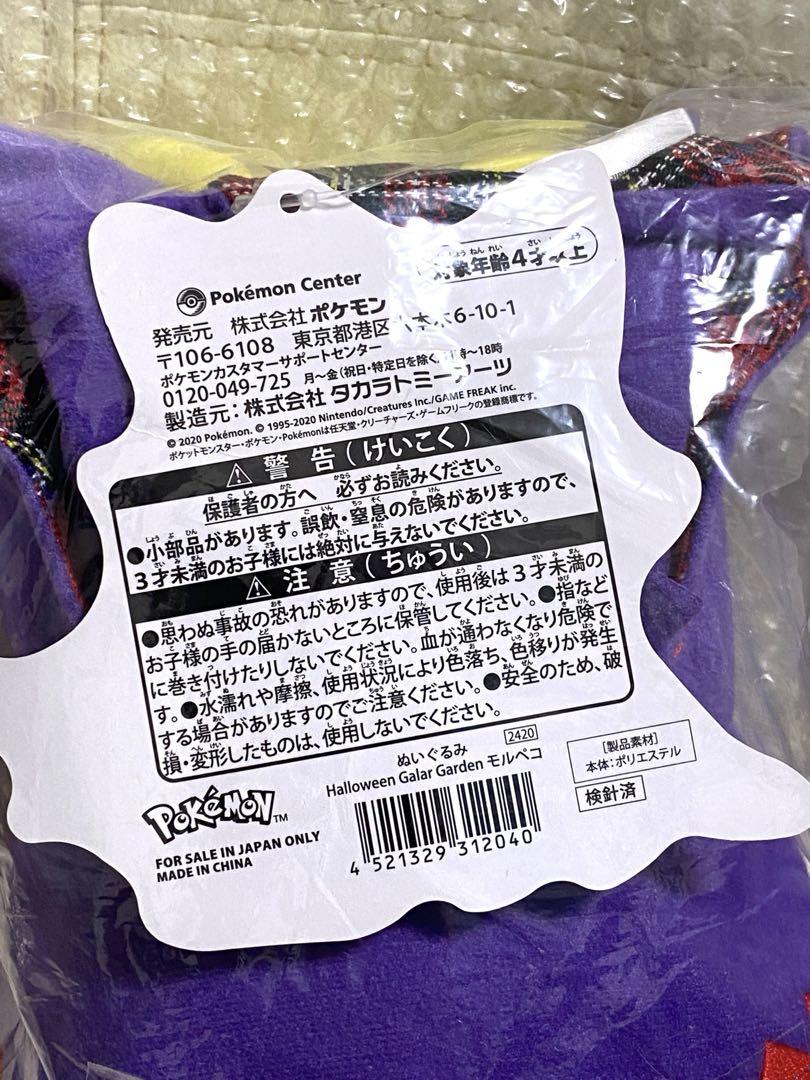 対象年齢4才以上
Pokémon Center
発売元 株式会社ポケモン
〒106-6108 東京都港区六本木6-10-1
ポケモンカスタマーサポートセンター
0120-049-725 月～金(祝日・特定日を除く) 時～18時
製造元:株式会社 タカラトミーアーツ
© 2020 Pokémon. © 1995-2020 Nintendo/Creatures Inc./GAME FREAK inc.
ポケットモンスター・ポケモン・Pokémonは任天堂・クリーチャーズ・ゲームフリークの登録商標です。
⚠ 警告(けいこく)
保護者の方へ 必ずお読みください。
●小部品があります。誤飲・窒息の危険がありますので、
3才未満のお子様には絶対に与えないでください。
⚠ 注意(ちゅうい)
●思わぬ事故の恐れがありますので、使用後は3才未満の
お子様の手の届かないところに保管してください。●指など
に巻き付けたりしないでください。血が通わなくなり危険で
す。●水濡れや摩擦、使用状況により色落ち、色移りが発生
する場合がありますのでご注意ください。●安全のため、破
損・変形したものは、使用しないでください。
ぬいぐるみ 2420
Halloween Galar Garden モルペコ
[製品素材]
本体:ポリエステル
検針済
POKéMON™
FOR SALE IN JAPAN ONLY
MADE IN CHINA
4 521329 312040